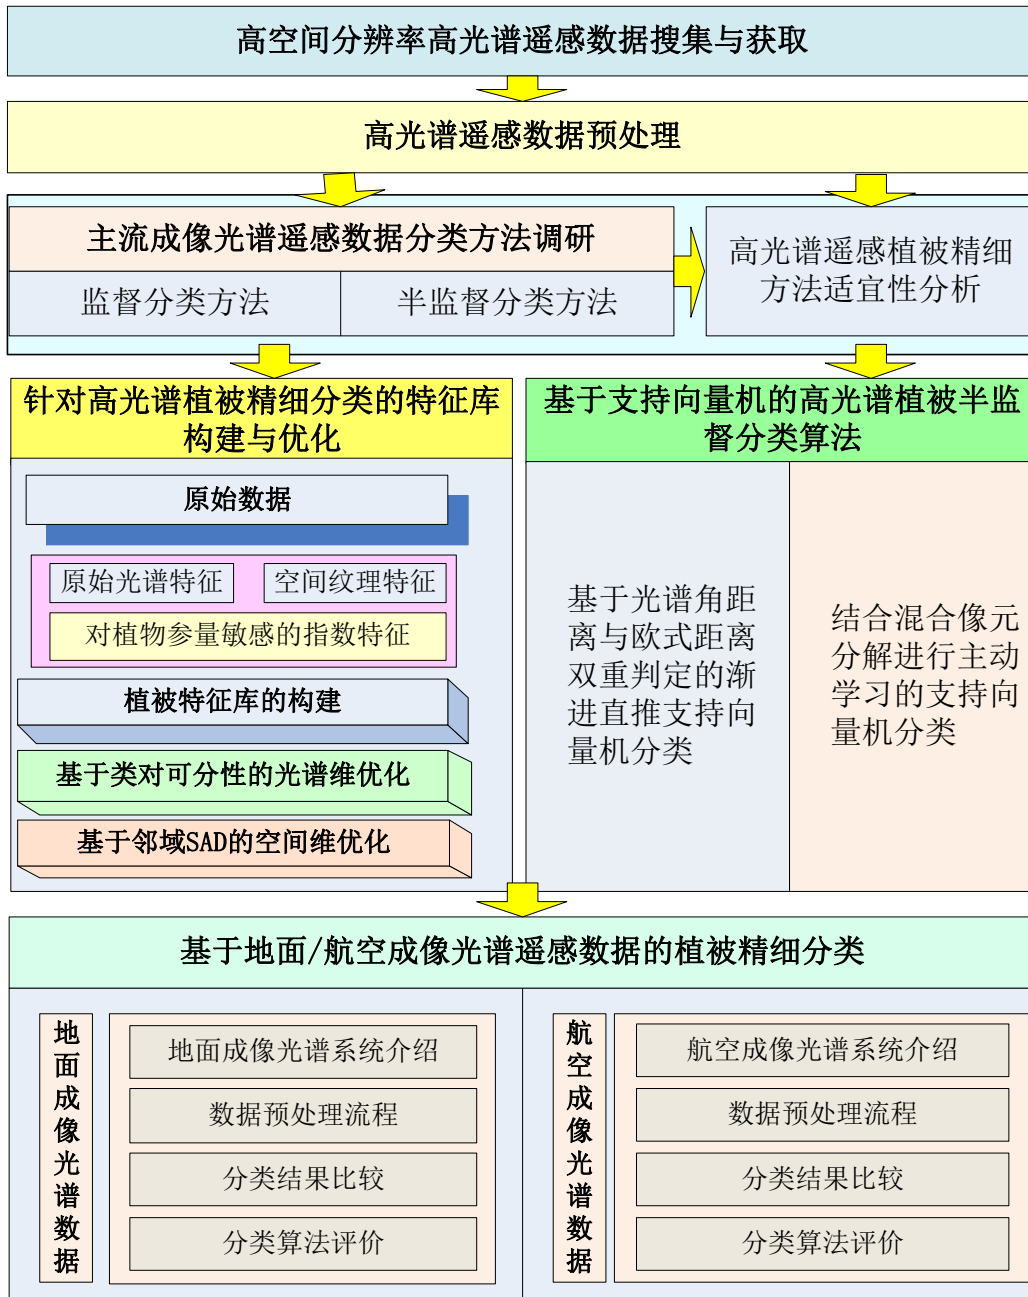 高空间分辨率高光谱遥感数据搜集与获取
高光谱遥感数据预处理
主流成像光谱遥感数据分类方法调研
监督分类方法
半监督分类方法
高光谱遥感植被精细
方法适宜性分析
针对高光谱植被精细分类的特征库
构建与优化
原始数据
原始光谱特征
空间纹理特征
对植物参量敏感的指数特征
植被特征库的构建
基于类对可分性的光谱维优化
基于邻域SAD的空间维优化
基于支持向量机的高光谱植被半监
督分类算法
基于光谱角距
离与欧式距离
双重判定的渐
进直推支持向
量机分类
结合混合像元
分解进行主动
学习的支持向
量机分类
基于地面/航空成像光谱遥感数据的植被精细分类
地面成像光谱数据
地面成像光谱系统介绍
数据预处理流程
分类结果比较
分类算法评价
航空成像光谱数据
航空成像光谱系统介绍
数据预处理流程
分类结果比较
分类算法评价